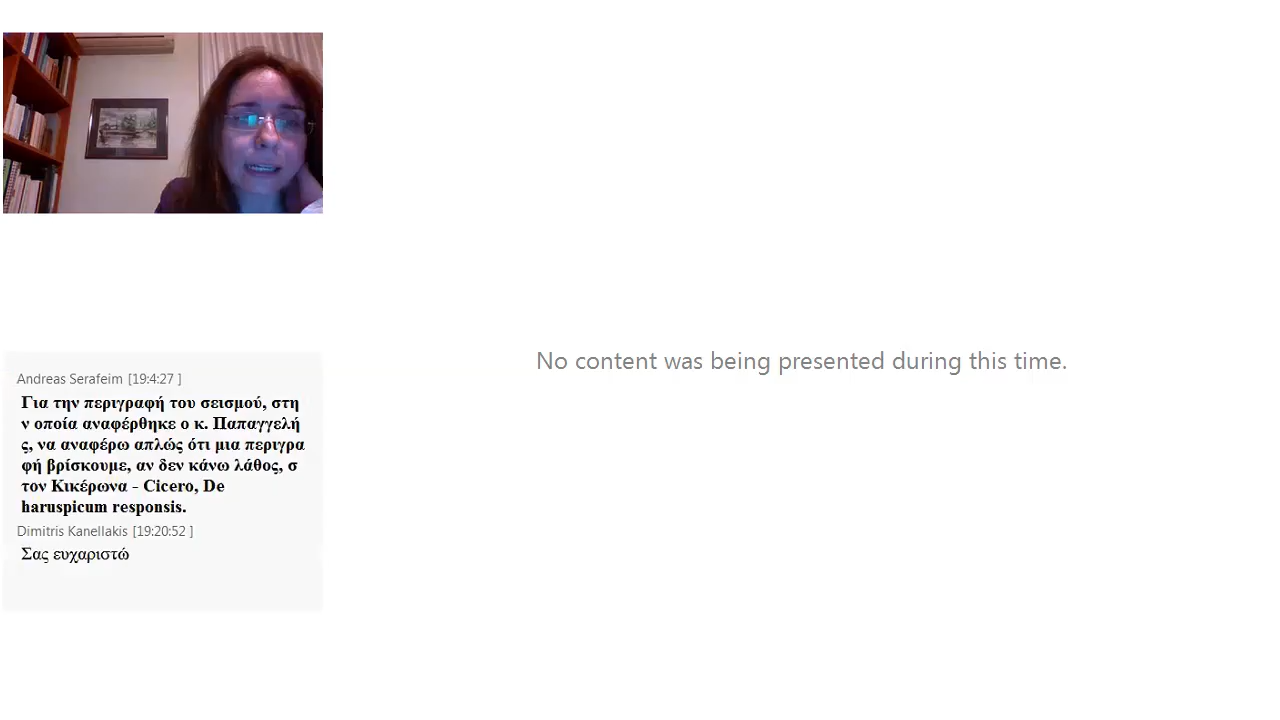 Andreas Serafeim [19:4:27 ]
Για την περιγραφή του σεισμού, στη
ν οποία αναφέρθηκε ο κ. Παπαγγελή
ς, να αναφέρω απλώς ότι μια περιγρα
φή βρίσκουμε, αν δεν κάνω λάθος, σ
τον Κικέρωνα - Cicero, De
haruspicum responsis.
Dimitris Kanellakis [19:20:52 ]
Σας ευχαριστώ
No content was being presented during this time.